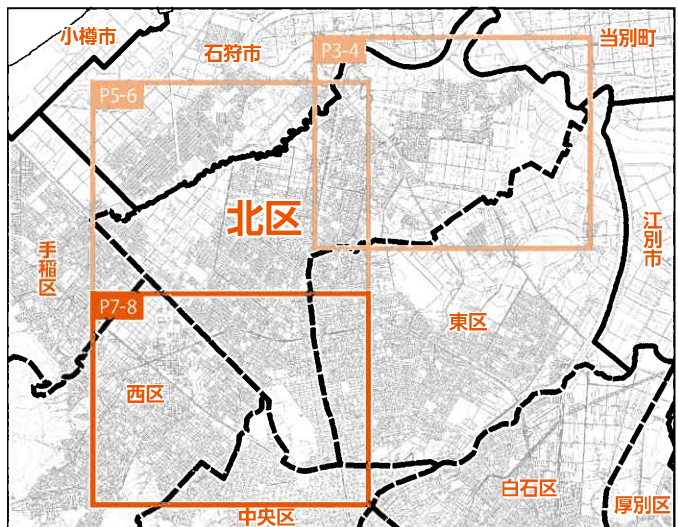 小樽市
石狩市
当別町
P3-4
P5-6
北区
手稲区
江別市
P7-8
東区
西区
白石区
厚別区
中央区